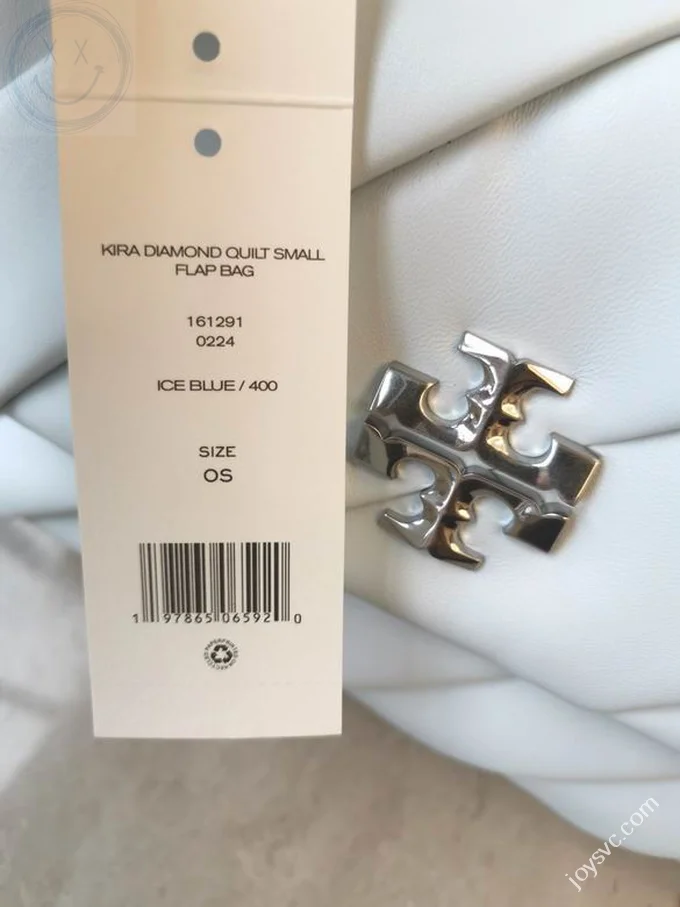 KIRA DIAMOND QUILT SMALL
FLAP BAG
161291
0224
ICE BLUE / 400
SIZE
OS
1 97865 06592 0
joysvc.com